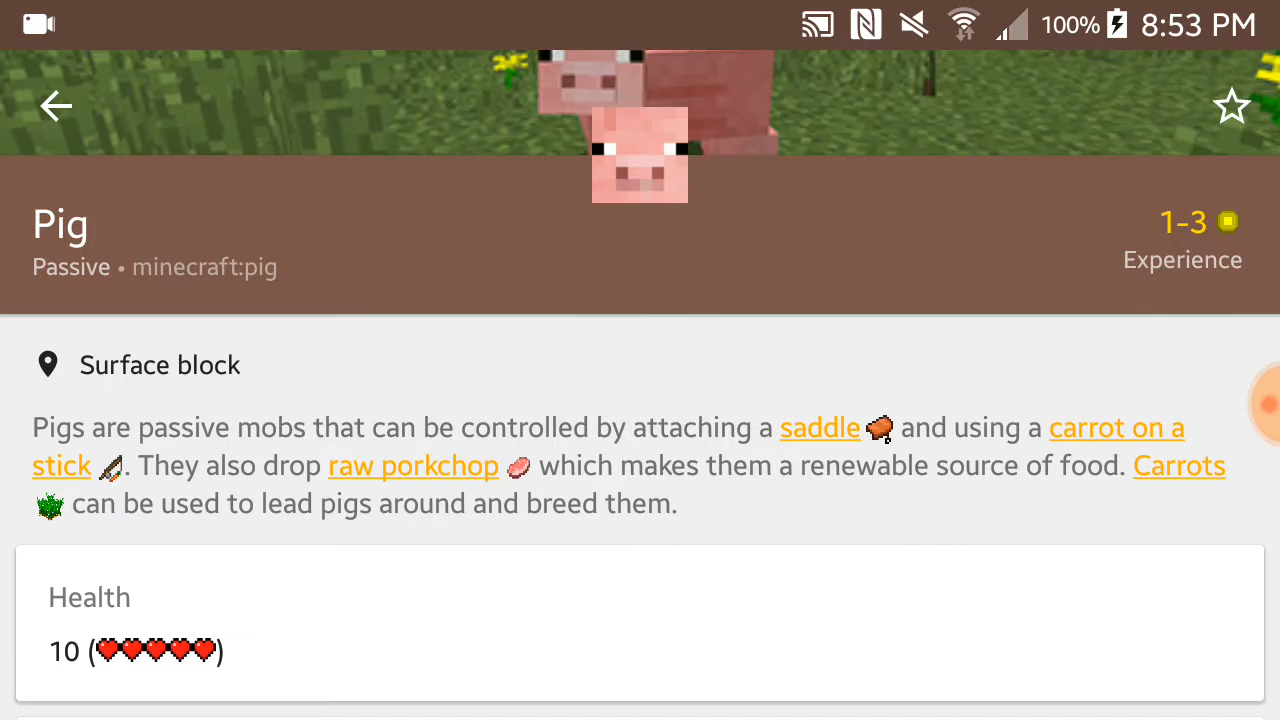 100% 8:53 PM
Pig
1-3
Passive • minecraft:pig
Experience
Surface block
Pigs are passive mobs that can be controlled by attaching a saddle and using a carrot on a
stick . They also drop raw porkchop which makes them a renewable source of food. Carrots
can be used to lead pigs around and breed them.
Health
10 (❤❤❤❤❤)